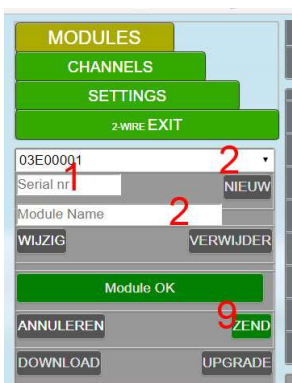 MODULES
CHANNELS
SETTINGS
2-WIRE EXIT
03E00001 2
Serial nr 1 NIEUW
Module Name 2
WIJZIG VERWIJDER
Module OK
ANNULEREN 9 ZEND
DOWNLOAD UPGRADE